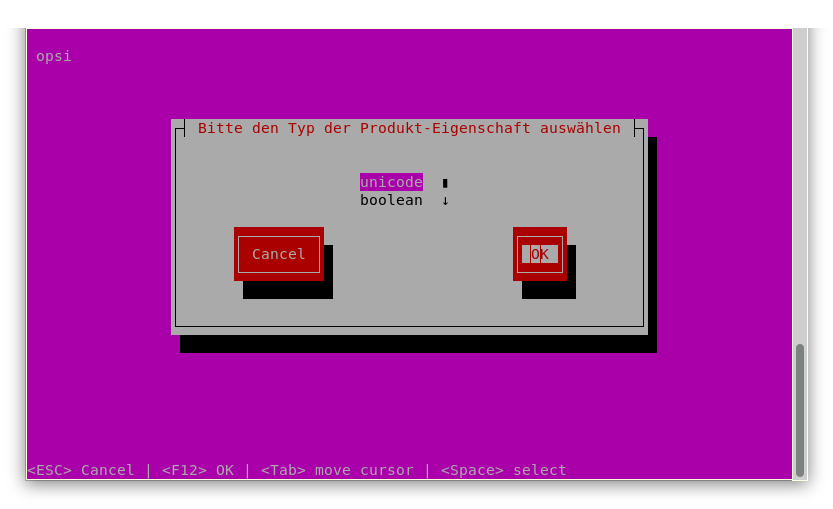 opsi
Bitte den Typ der Produkt-Eigenschaft auswählen
unicode
boolean ↓
Cancel OK
<ESC> Cancel | <F12> OK | <Tab> move cursor | <Space> select